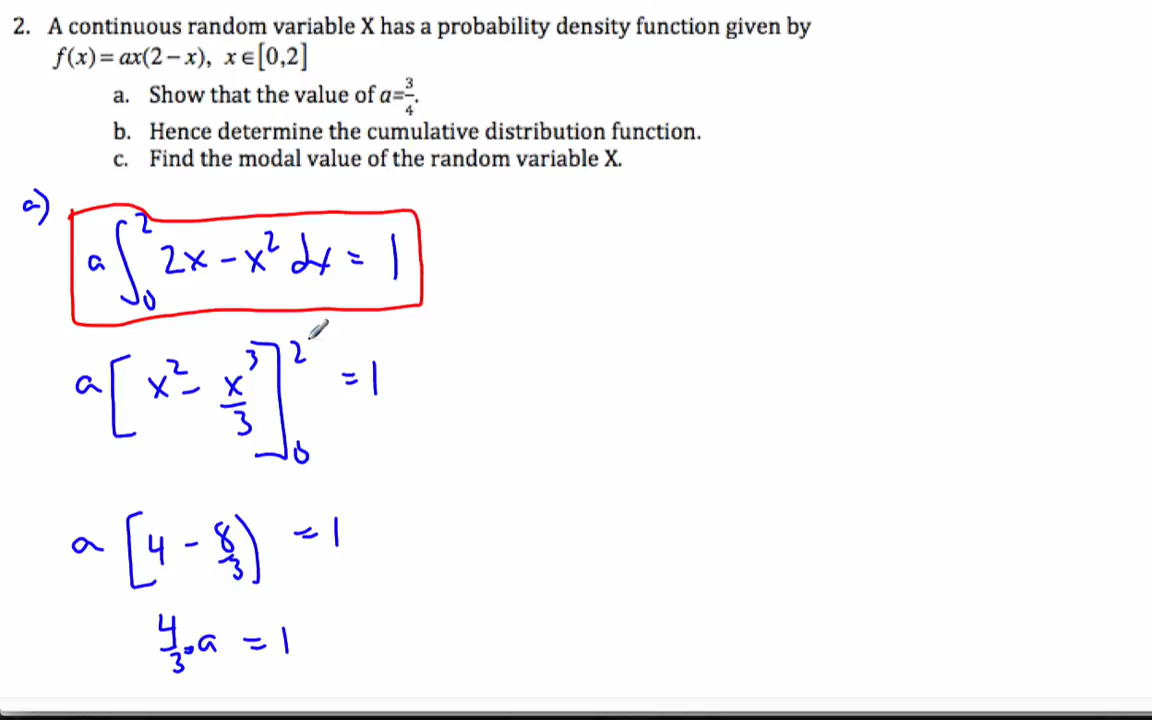 2. A continuous random variable X has a probability density function given by
f(x)= ax(2−x), x∈[0,2]
a. Show that the value of a=3/4.
b. Hence determine the cumulative distribution function.
c. Find the modal value of the random variable X.
a)
a∫₀² 2x − x² dx = 1
a[x² − x³/3]₀² = 1
a[4 − 8/3) = 1
4/3 . a = 1